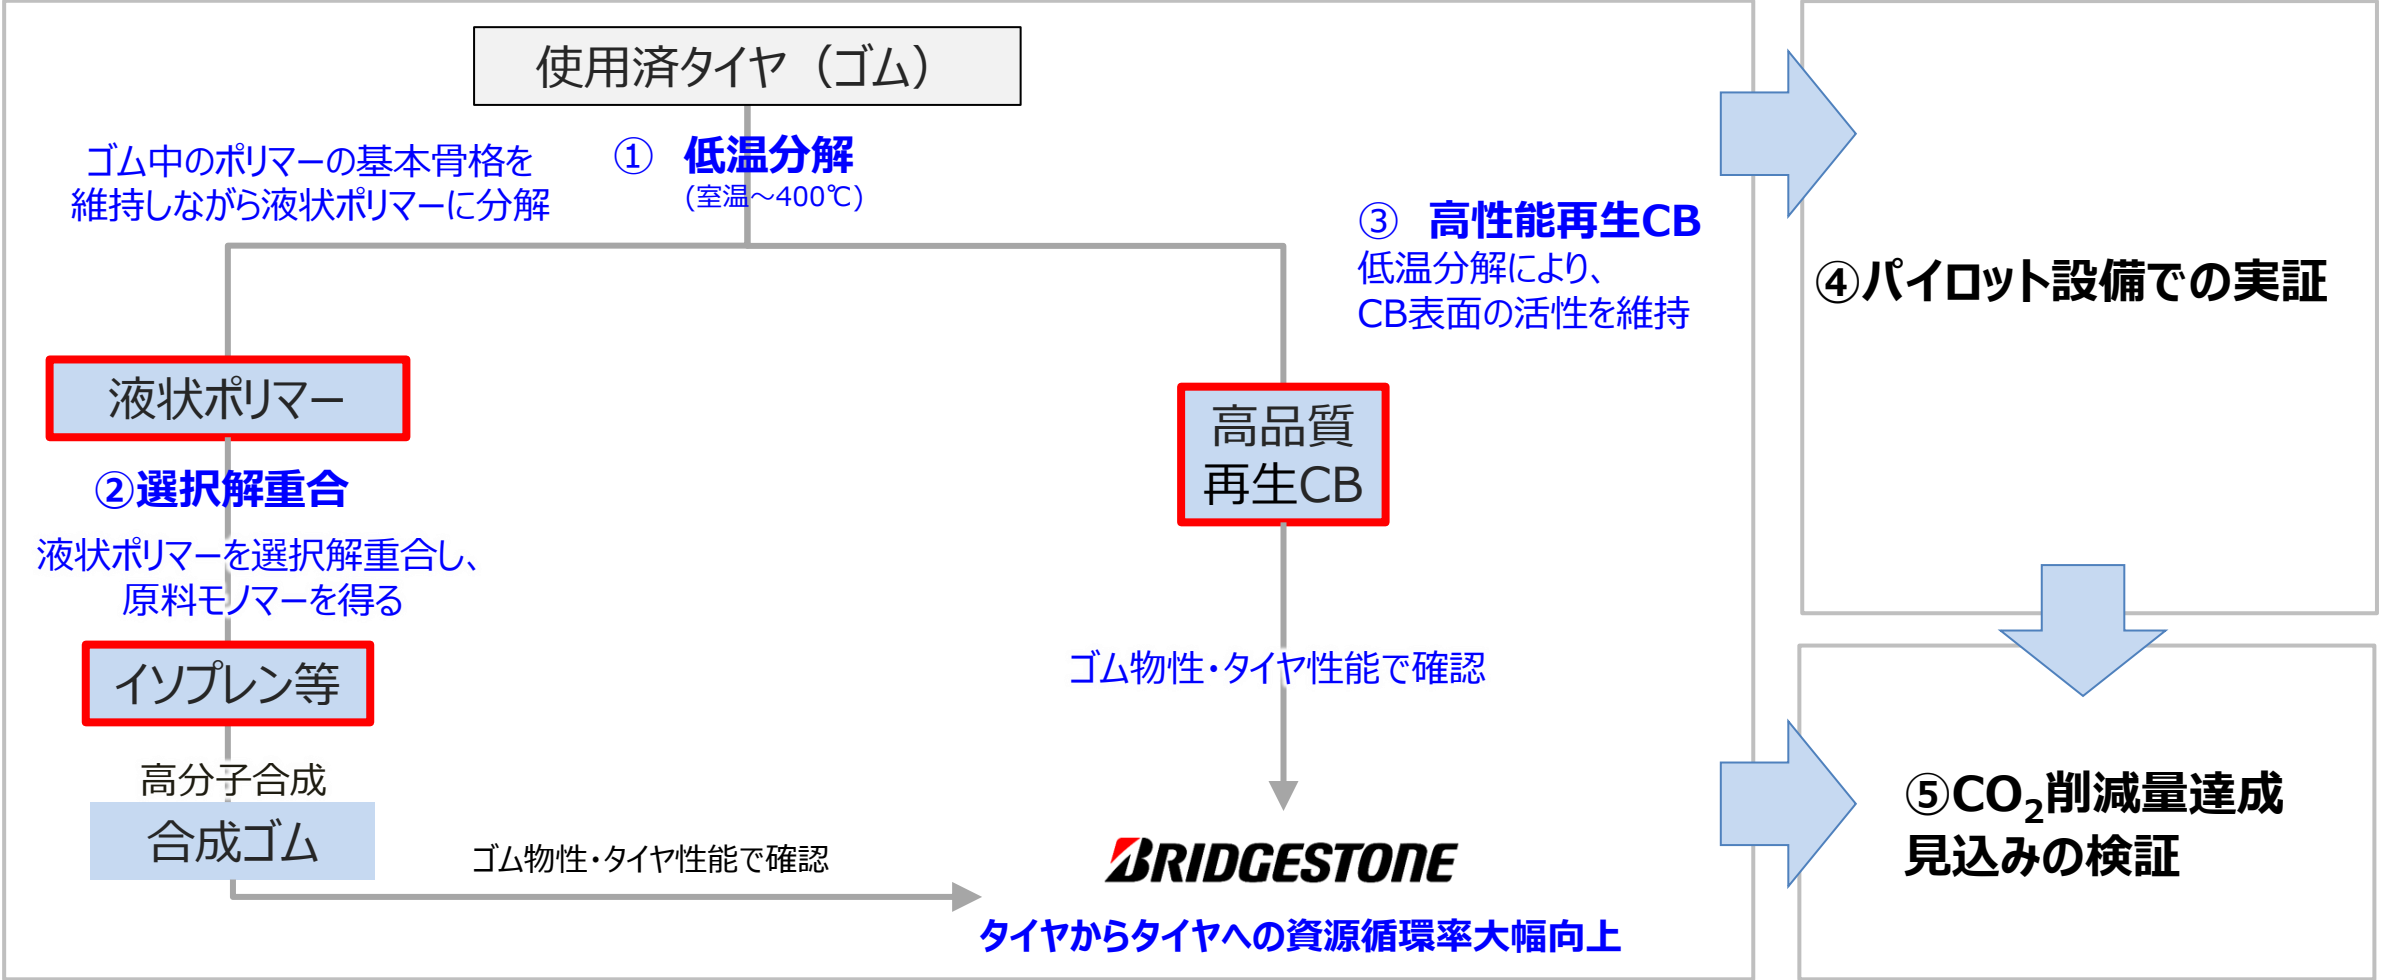 使用済タイヤ（ゴム）
ゴム中のポリマーの基本骨格を
維持しながら液状ポリマーに分解
① 低温分解
(室温～400℃)
③ 高性能再生CB
低温分解により、
CB表面の活性を維持
液状ポリマー
高品質
再生CB
②選択解重合
液状ポリマーを選択解重合し、
原料モノマーを得る
イソプレン等
ゴム物性・タイヤ性能で確認
高分子合成
合成ゴム
ゴム物性・タイヤ性能で確認
BRIDGESTONE
タイヤからタイヤへの資源循環率大幅向上
④パイロット設備での実証
⑤CO₂削減量達成
見込みの検証